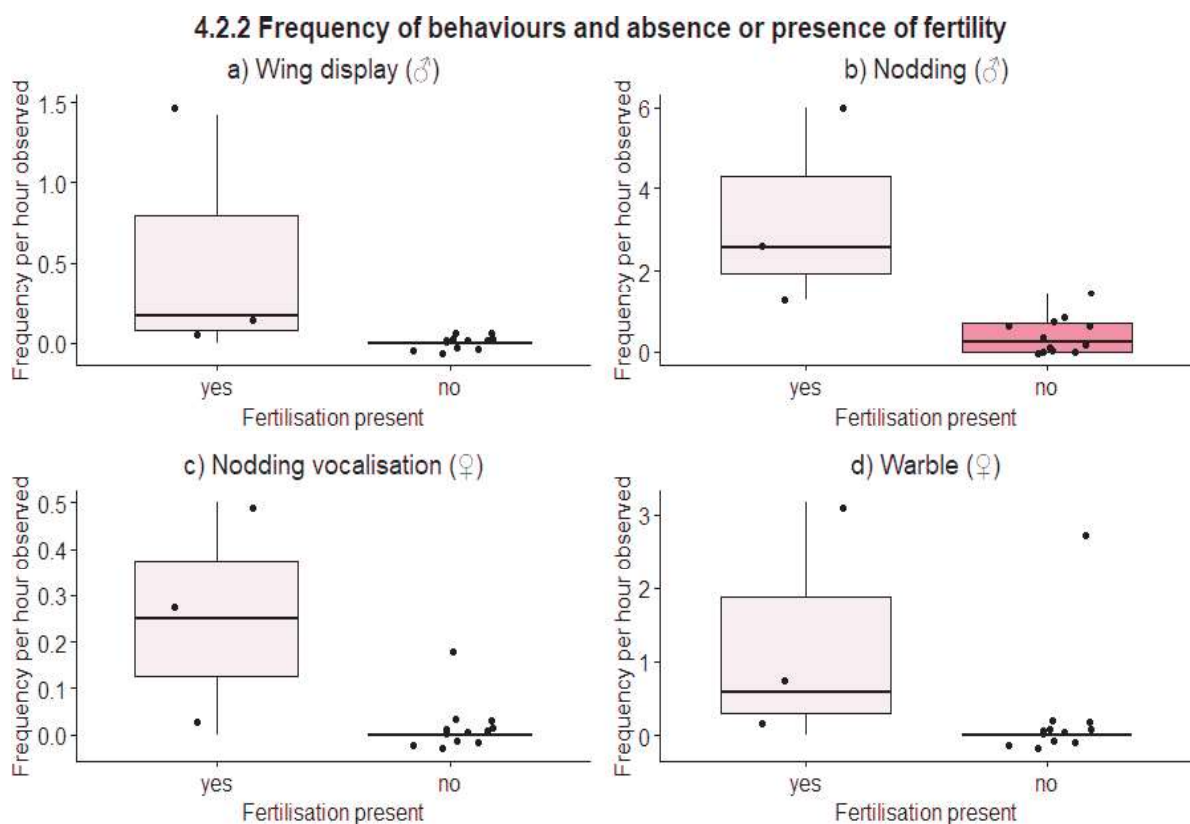 4.2.2 Frequency of behaviours and absence or presence of fertility
a) Wing display (♂)
Frequency per hour observed
1.5
1.0
0.5
0.0
yes
no
Fertilisation present
b) Nodding (♂)
Frequency per hour observed
6
4
2
0
yes
no
Fertilisation present
c) Nodding vocalisation (♀)
Frequency per hour observed
0.5
0.4
0.3
0.2
0.1
0.0
yes
no
Fertilisation present
d) Warble (♀)
Frequency per hour observed
3
2
1
0
yes
no
Fertilisation present